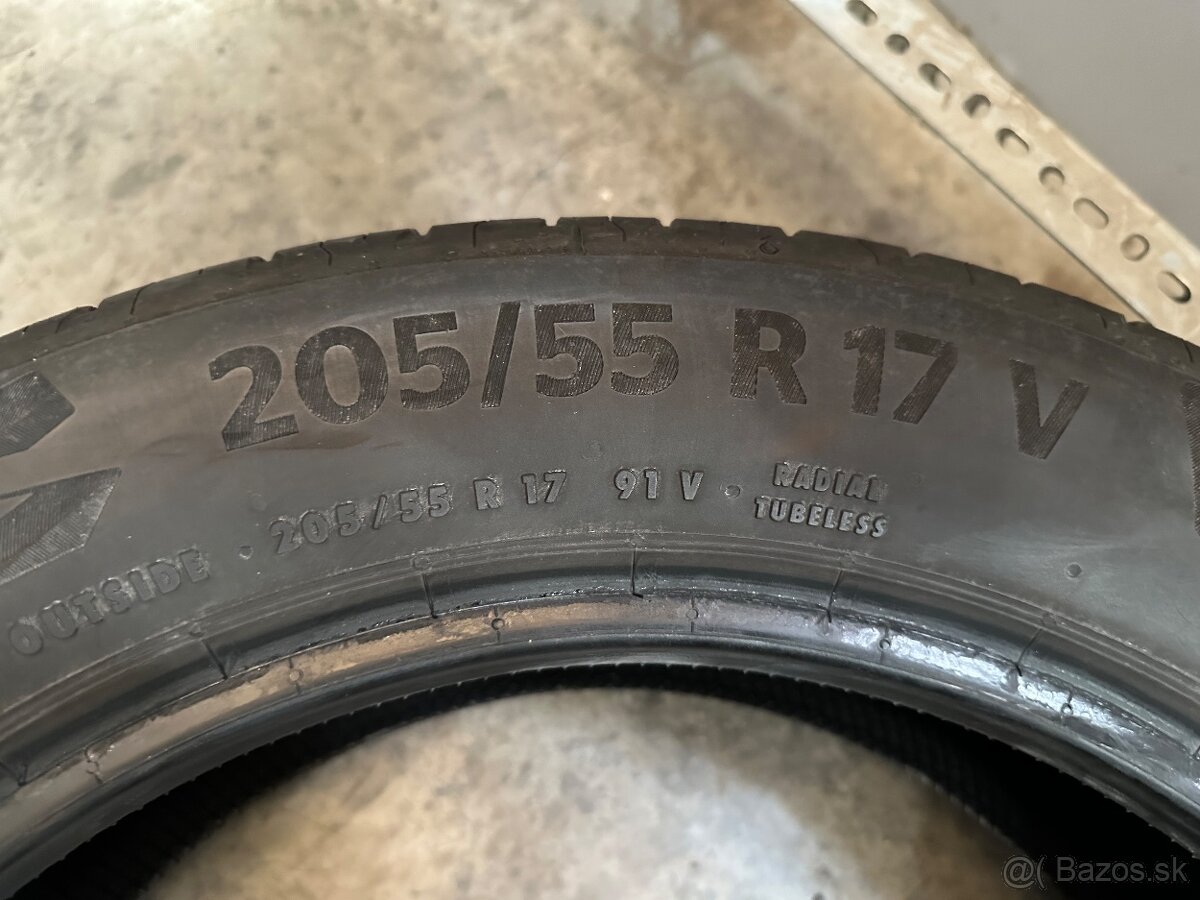 205/55 R 17 V
OUTSIDE • 205/55 R 17 91 V • RADIAL
TUBELESS
@( Bazos.sk